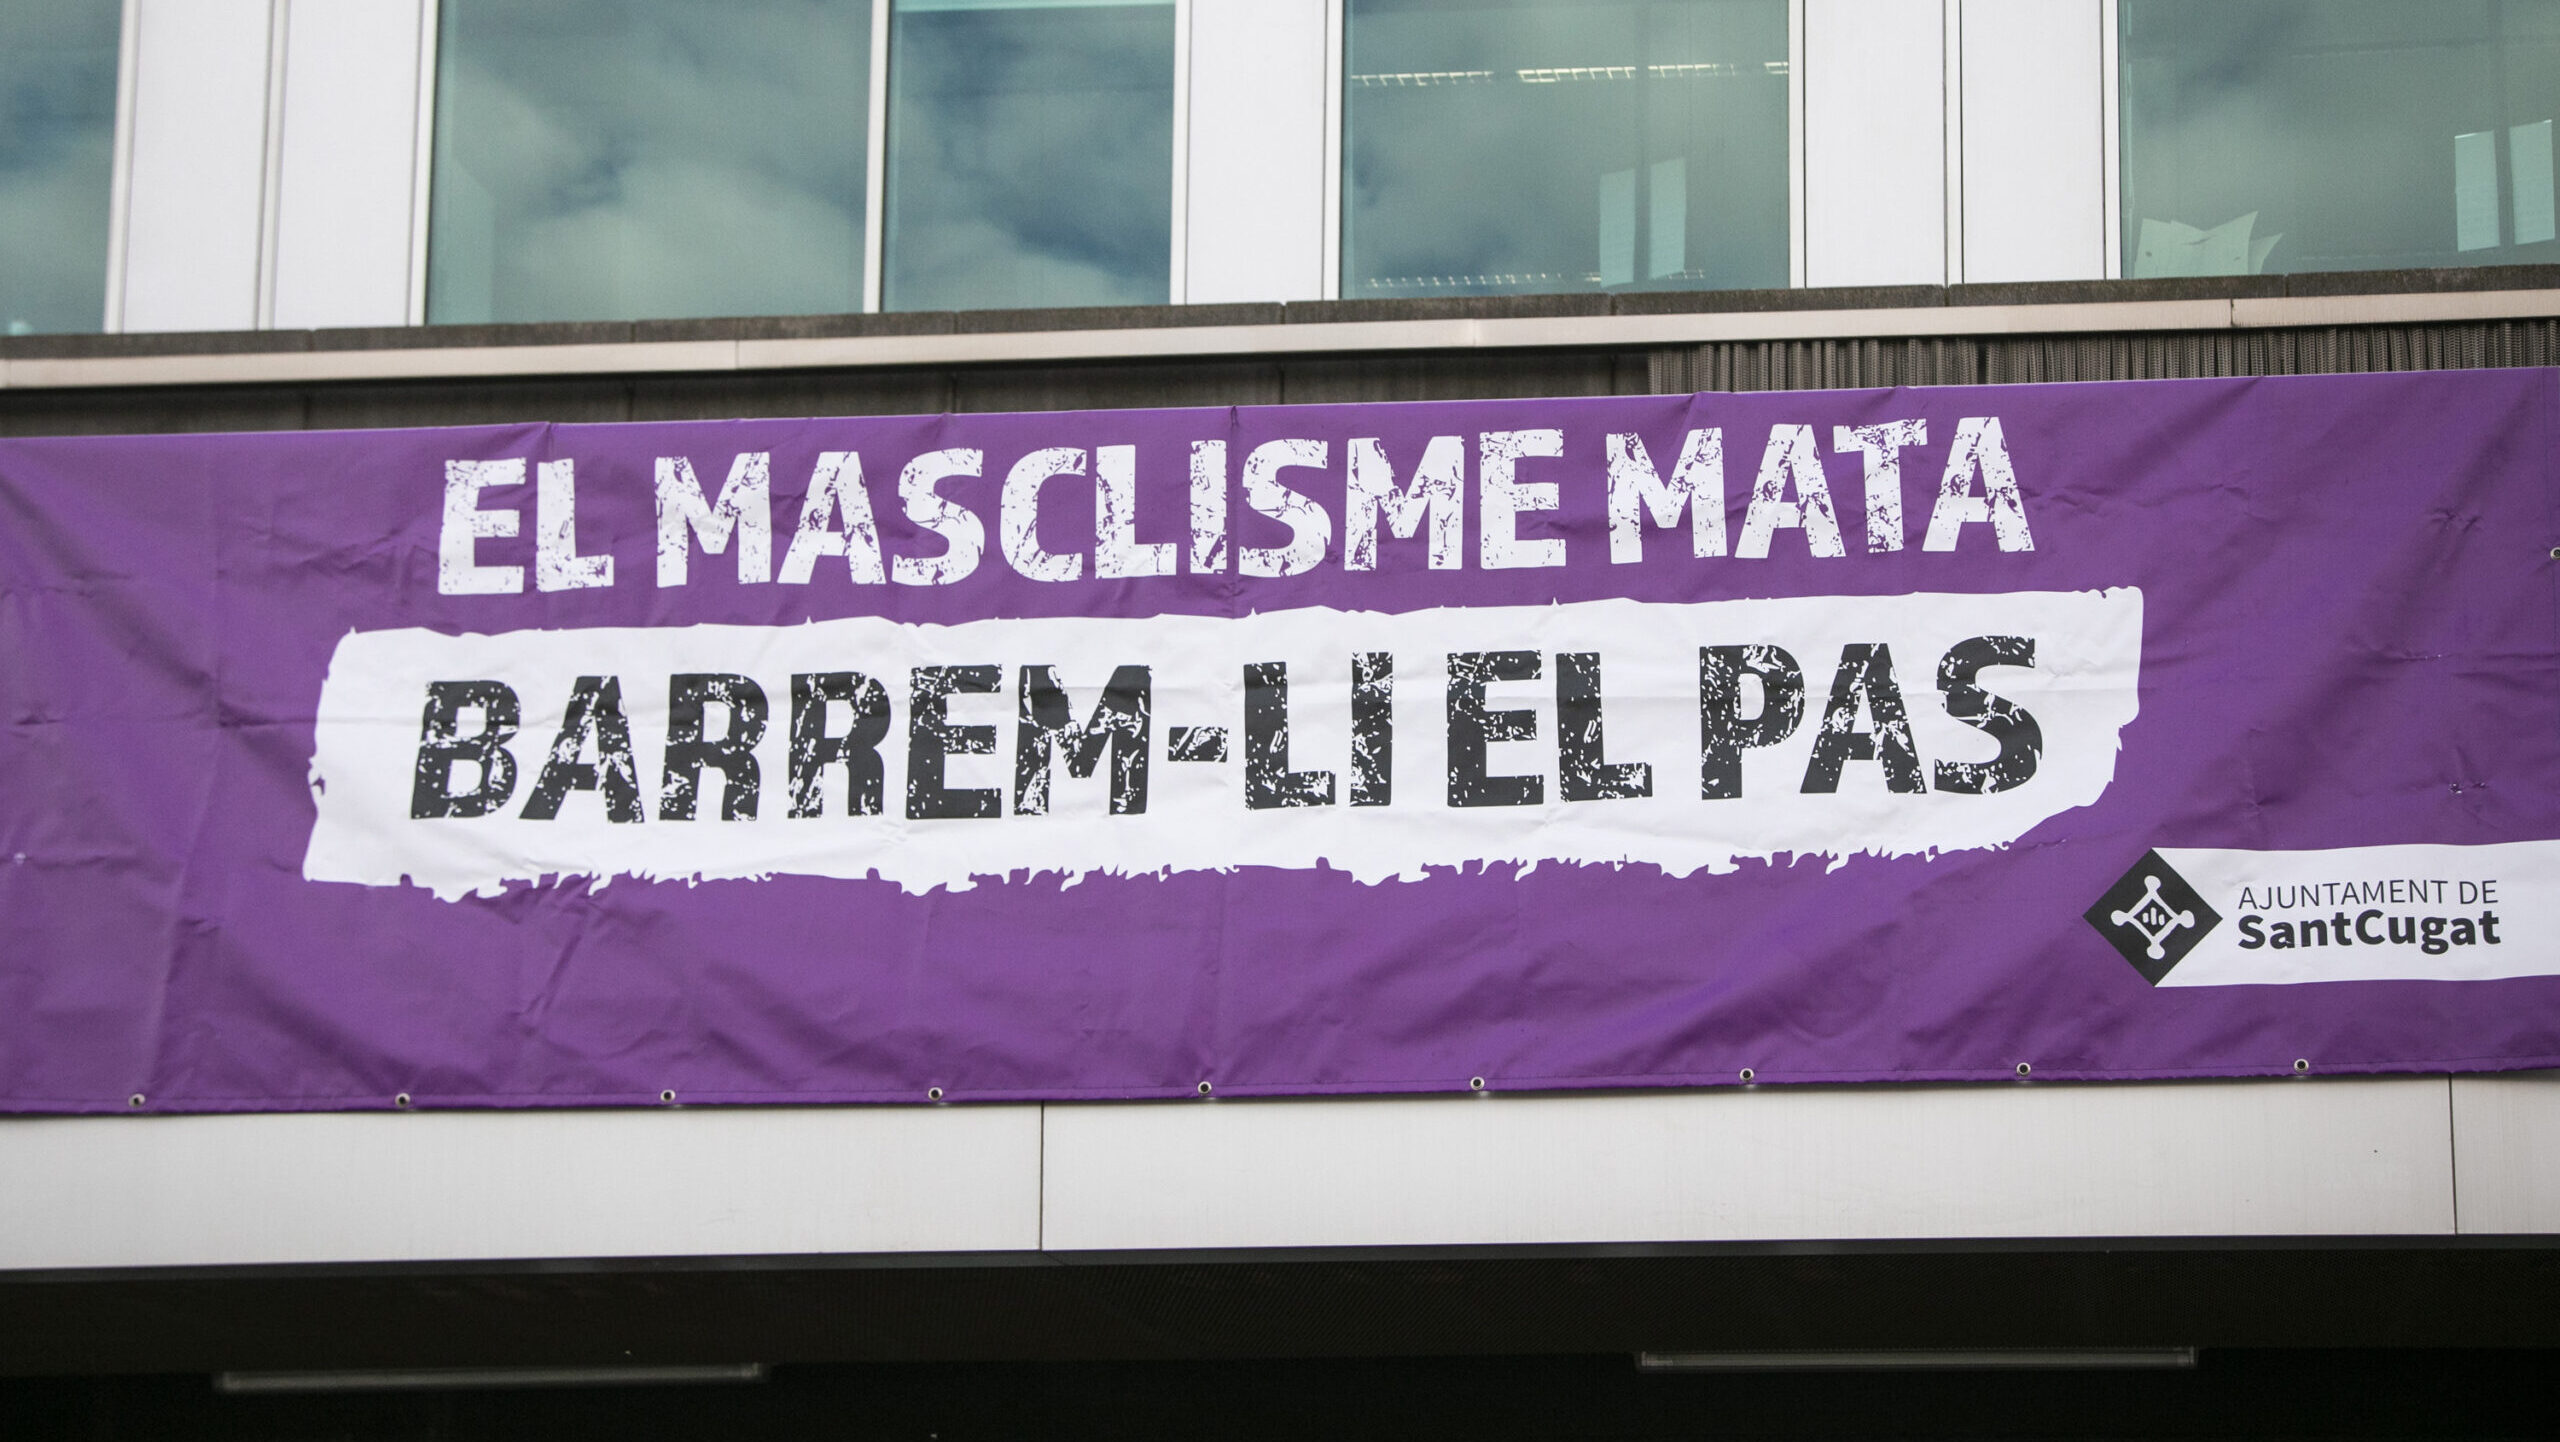 EL MASCLISME MATA
BARREM-LI EL PAS
AJUNTAMENT DE
SantCugat